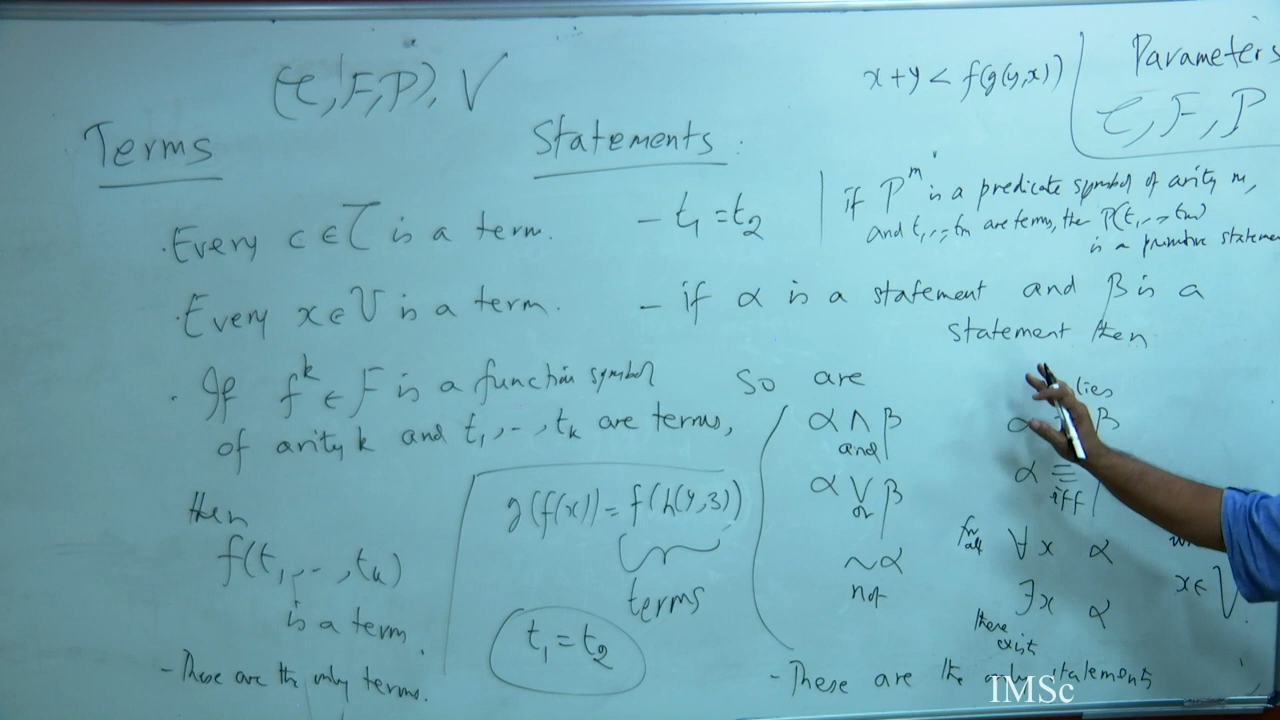 (C, F, P), V
x + y < f(g(y,x))
Parameters
C, F, P
Terms
Statements :
· Every c ∈ C is a term.
· Every x ∈ V is a term.
· If f^k ∈ F is a function symbol
of arity k and t₁, -- , tₖ are terms,
then
f(t₁, -- , tₖ)
is a term.
- These are the only terms.
g(f(x)) = f(h(y,3))
terms
t₁ = t₂
- t₁ = t₂
if P^m is a predicate symbol of arity m,
and t₁, -, tₘ are terms, the P(t₁, -, tₘ)
is a primitive statement
- if α is a statement and β is a
statement then
so are
α ∧ β
and
α ∨ β
or
~α
not
lies
α β
α ≡
iff
for all ∀x α
x ∈ V
∃x α
there exist
- These are the only statements
IMSc